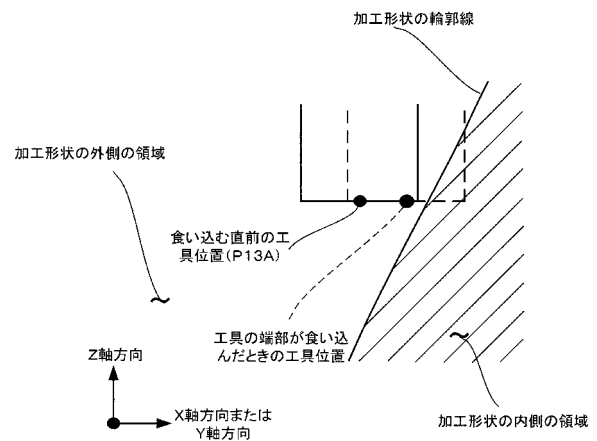 加工形状の輪郭線
加工形状の外側の領域
食い込む直前の工
具位置(P13A)
工具の端部が食い込
んだときの工具位置
Z軸方向
X軸方向または
Y軸方向
加工形状の内側の領域